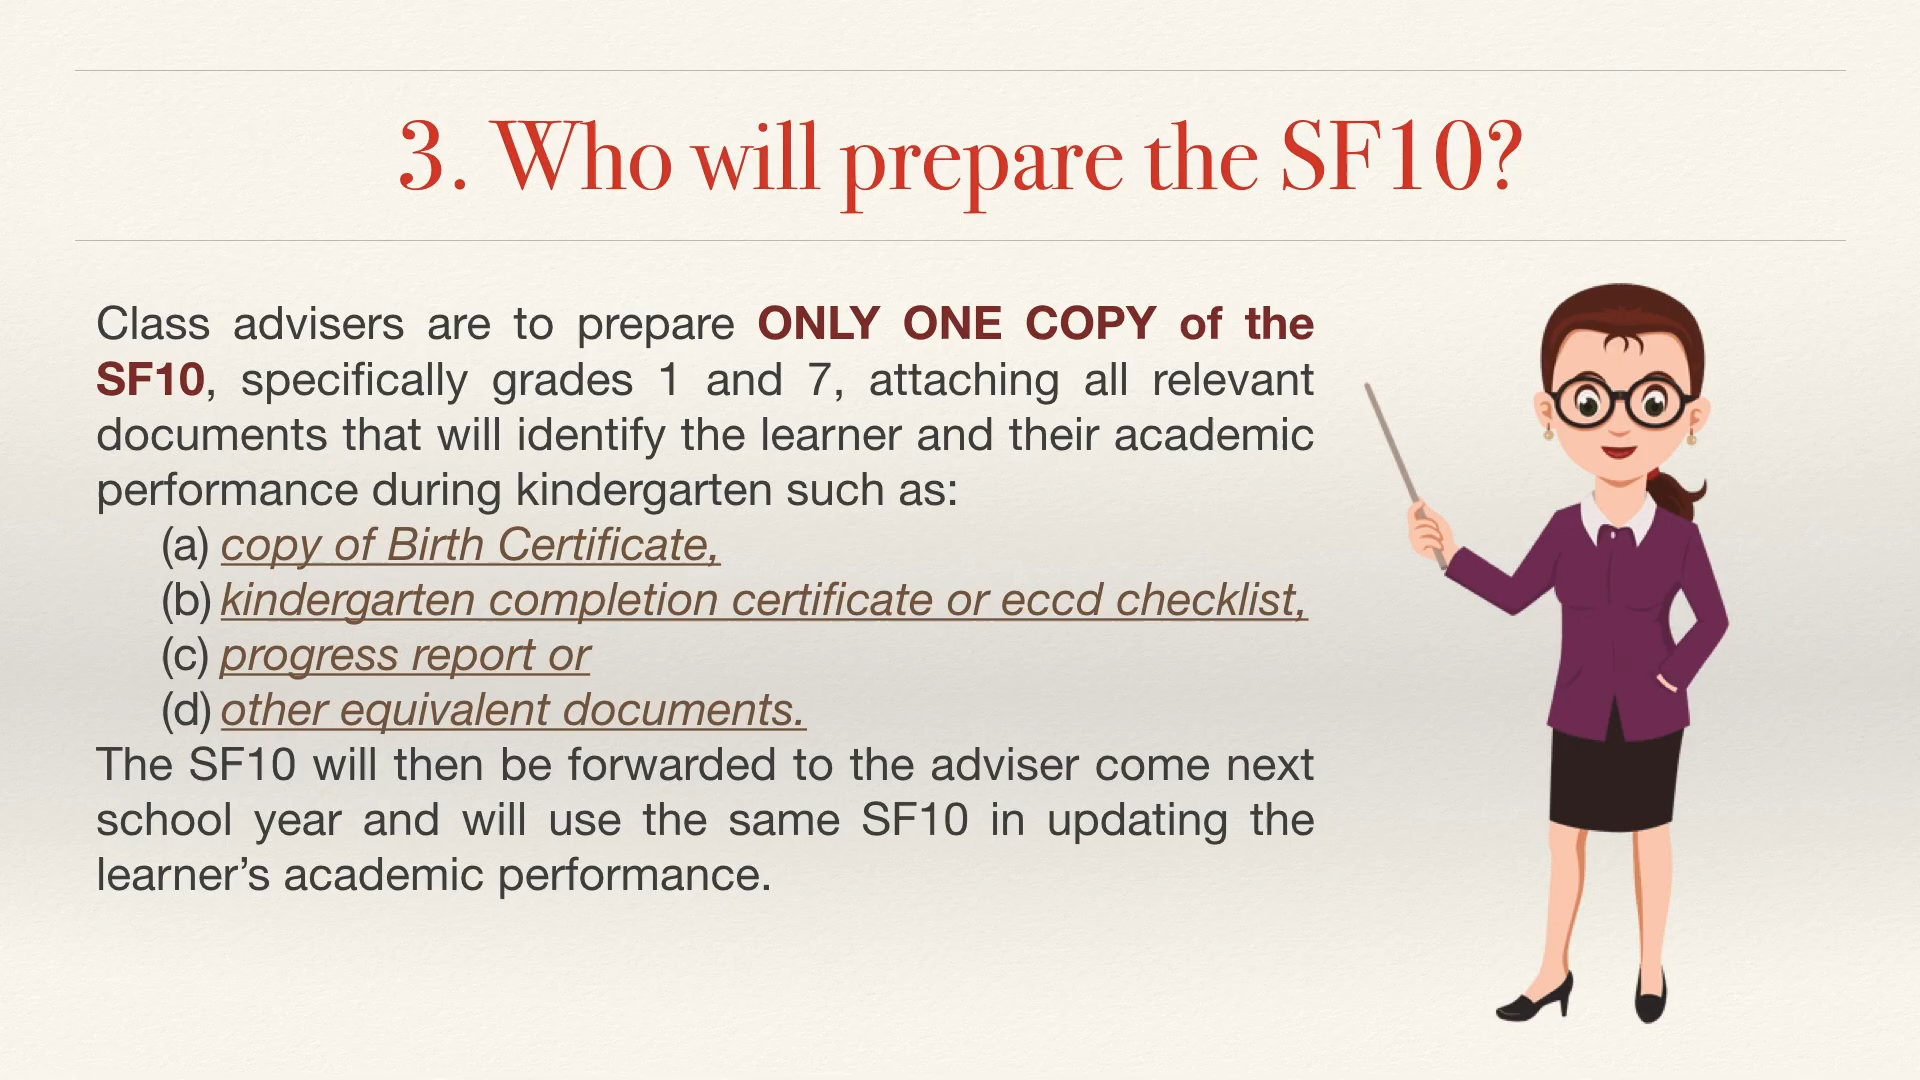 3. Who will prepare the SF10?
Class advisers are to prepare ONLY ONE COPY of the
SF10, specifically grades 1 and 7, attaching all relevant
documents that will identify the learner and their academic
performance during kindergarten such as:
(a) copy of Birth Certificate,
(b) kindergarten completion certificate or eccd checklist,
(c) progress report or
(d) other equivalent documents.
The SF10 will then be forwarded to the adviser come next
school year and will use the same SF10 in updating the
learner’s academic performance.